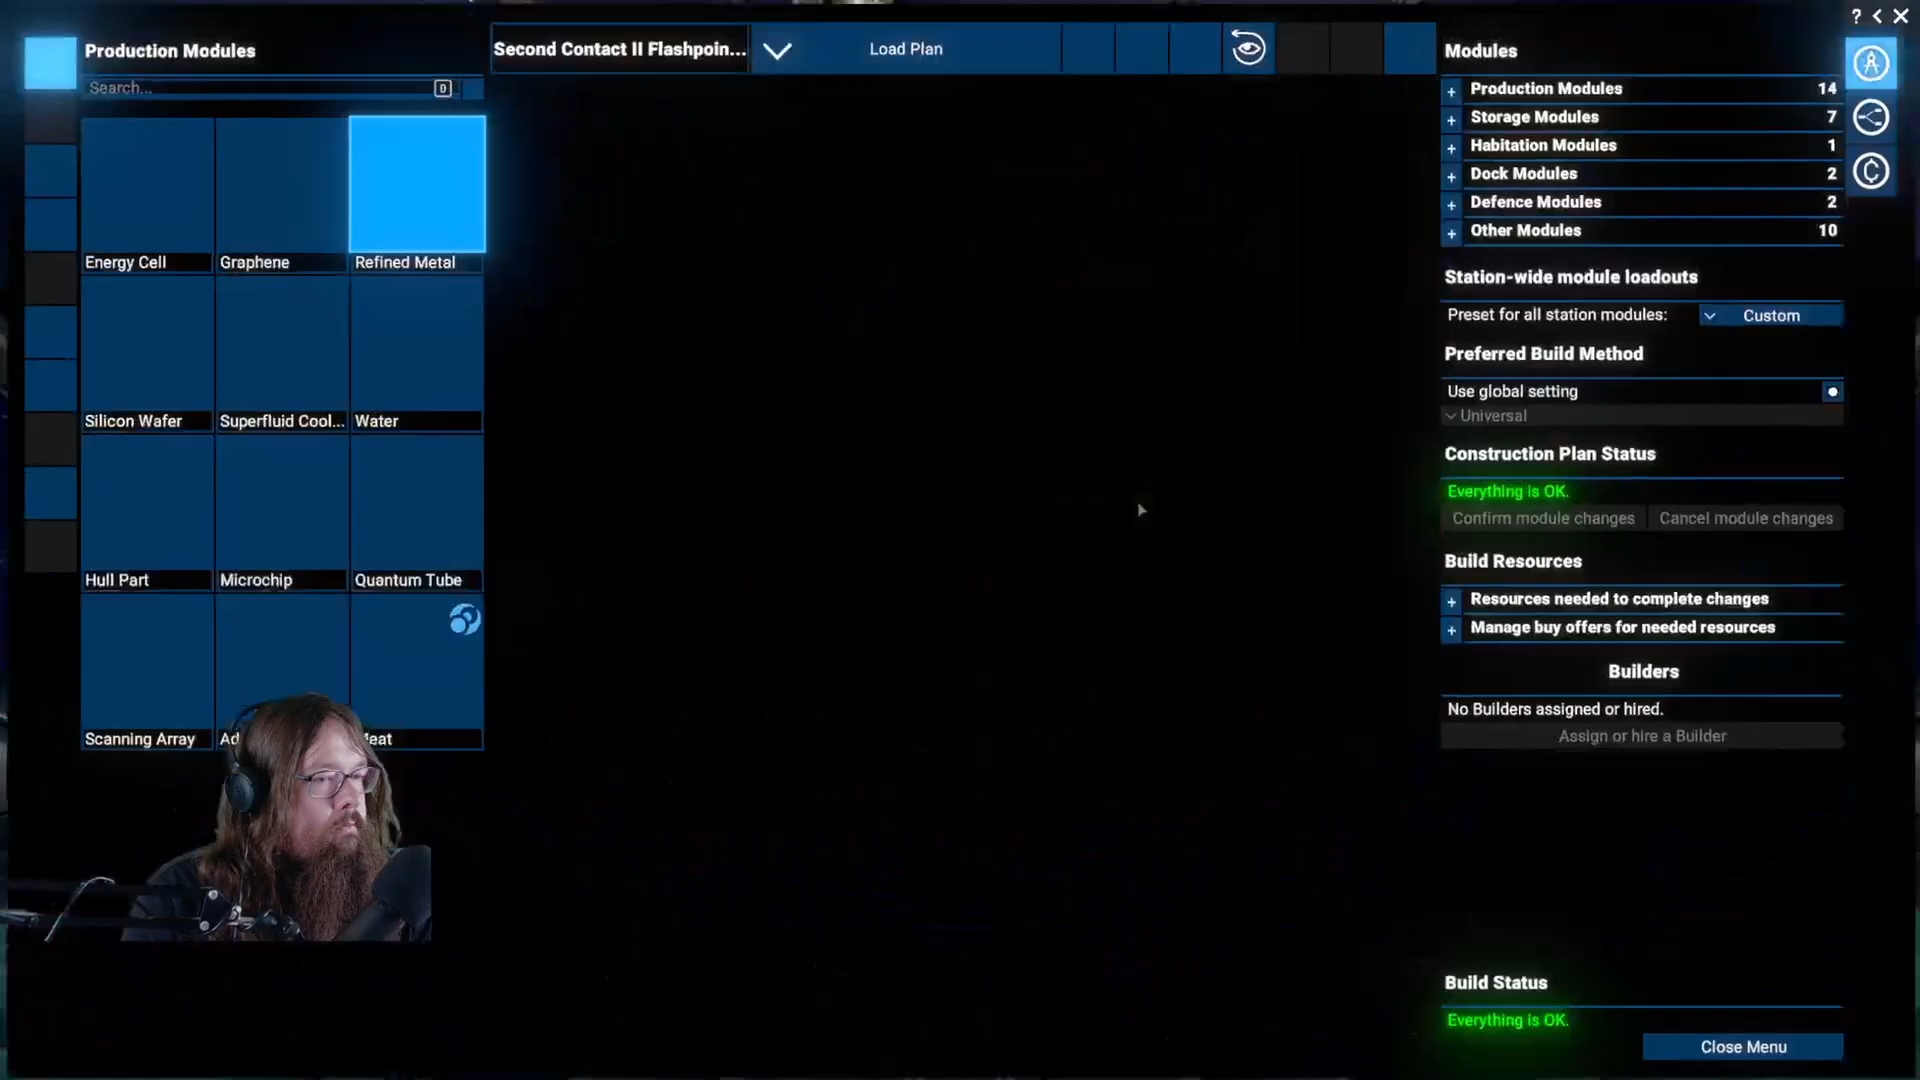 Production Modules
Search...
D
Energy Cell
Graphene
Refined Metal
Silicon Wafer
Superfluid Cool...
Water
Hull Part
Microchip
Quantum Tube
Scanning Array
Second Contact II Flashpoin...
Load Plan
? < X
Modules
+ Production Modules 14
+ Storage Modules 7
+ Habitation Modules 1
+ Dock Modules 2
+ Defence Modules 2
+ Other Modules 10
Station-wide module loadouts
Preset for all station modules: Custom
Preferred Build Method
Use global setting
Universal
Construction Plan Status
Everything is OK.
Confirm module changes Cancel module changes
Build Resources
+ Resources needed to complete changes
+ Manage buy offers for needed resources
Builders
No Builders assigned or hired.
Assign or hire a Builder
Build Status
Everything is OK.
Close Menu